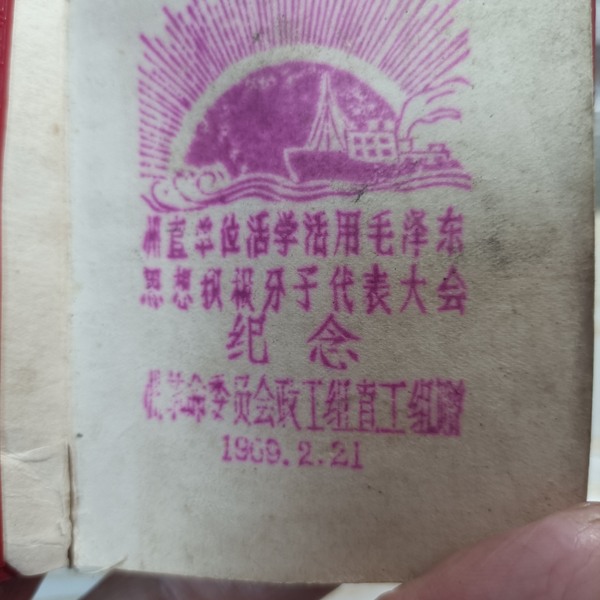 州直单位活学活用毛泽东
思想积极分子代表大会
纪念
革命委员会政工组直工组赠
1969.2.21